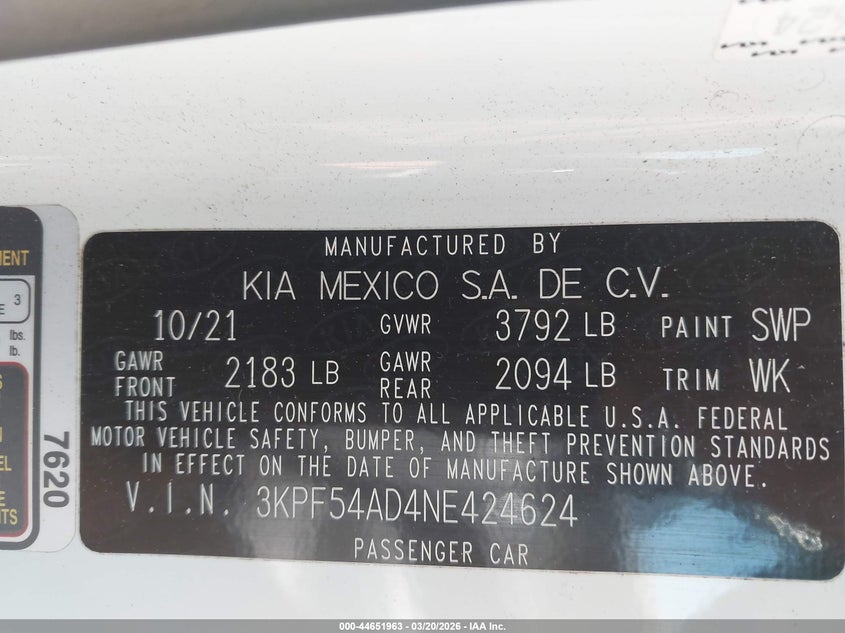 MANUFACTURED BY
KIA MEXICO S.A. DE C.V.
10/21 GVWR 3792 LB PAINT SWP
GAWR FRONT 2183 LB GAWR REAR 2094 LB TRIM WK
THIS VEHICLE CONFORMS TO ALL APPLICABLE U.S.A. FEDERAL
MOTOR VEHICLE SAFETY, BUMPER, AND THEFT PREVENTION STANDARDS
IN EFFECT ON THE DATE OF MANUFACTURE SHOWN ABOVE.
V.I.N. 3KPF54AD4NE424624
PASSENGER CAR
3
lbs.
lb.
7620
000-44651963 - 03/20/2026 - IAA Inc.